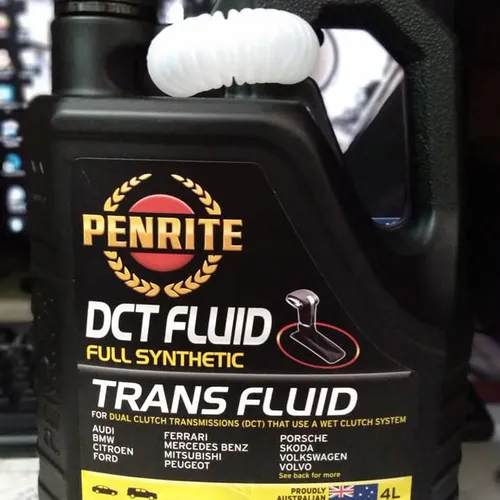 PENRITE
DCT FLUID
FULL SYNTHETIC
TRANS FLUID
FOR DUAL CLUTCH TRANSMISSIONS (DCT) THAT USE A WET CLUTCH SYSTEM
AUDI
BMW
CITROEN
FORD
FERRARI
MERCEDES BENZ
MITSUBISHI
PEUGEOT
PORSCHE
SKODA
VOLKSWAGEN
VOLVO
See back for more
PROUDLY
AUSTRALIAN
4L